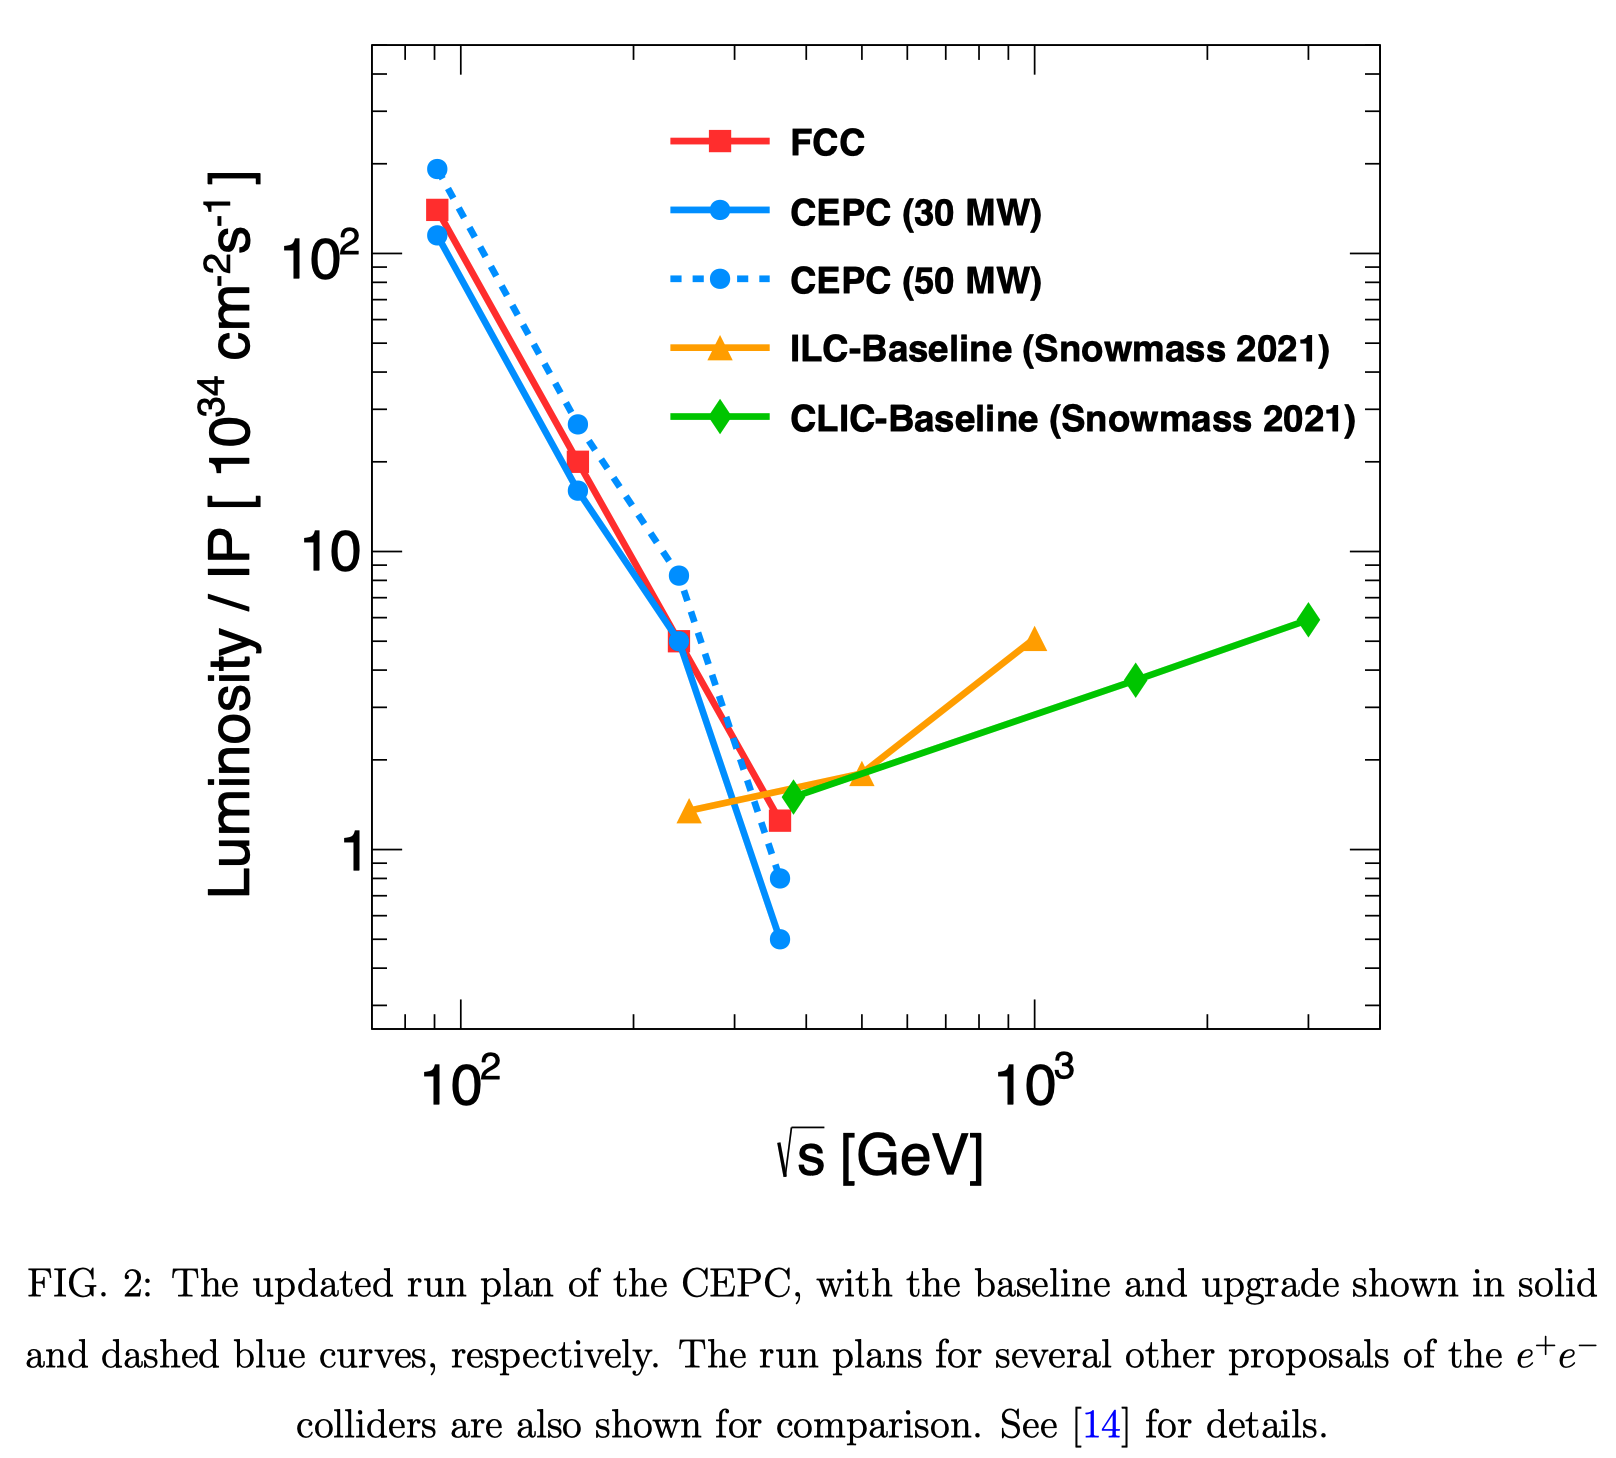 Luminosity / IP [ 10³⁴ cm⁻²s⁻¹ ]
10²
10
1
FCC
CEPC (30 MW)
CEPC (50 MW)
ILC-Baseline (Snowmass 2021)
CLIC-Baseline (Snowmass 2021)
10² 10³
√s [GeV]
FIG. 2: The updated run plan of the CEPC, with the baseline and upgrade shown in solid
and dashed blue curves, respectively. The run plans for several other proposals of the e⁺e⁻
colliders are also shown for comparison. See [14] for details.